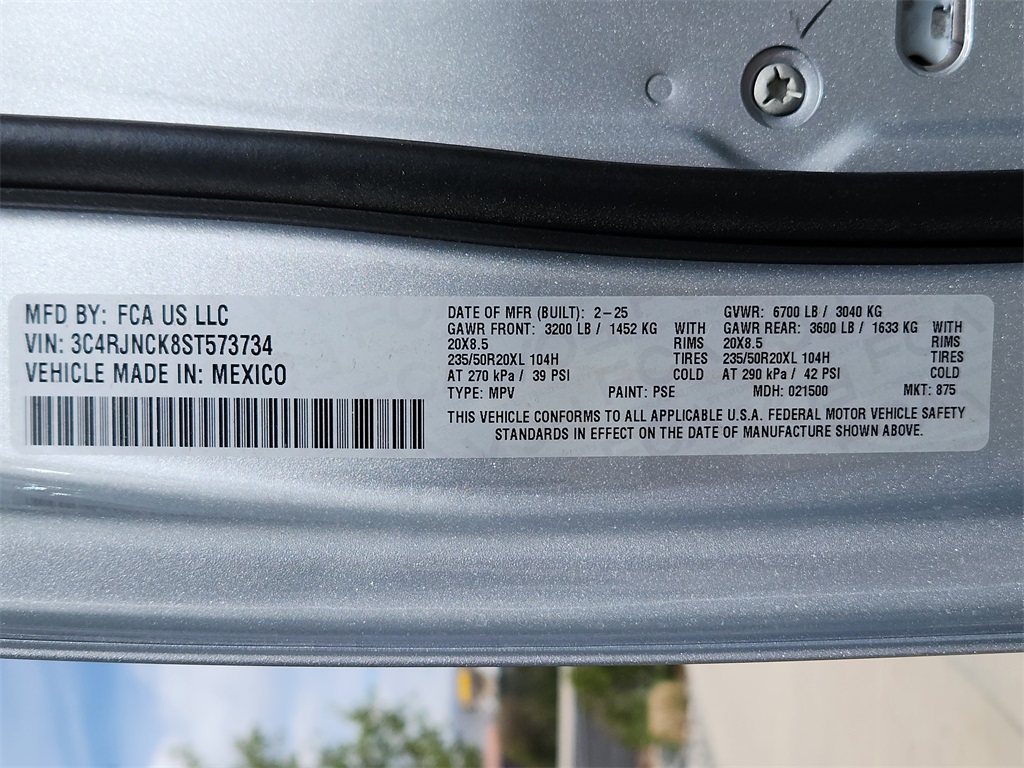 MFD BY: FCA US LLC
VIN: 3C4RJNCK8ST573734
VEHICLE MADE IN: MEXICO
DATE OF MFR (BUILT): 2-25
GAWR FRONT: 3200 LB / 1452 KG WITH
20X8.5 RIMS
235/50R20XL 104H TIRES
AT 270 kPa / 39 PSI COLD
GVWR: 6700 LB / 3040 KG
GAWR REAR: 3600 LB / 1633 KG WITH
20X8.5 RIMS
235/50R20XL 104H TIRES
AT 290 kPa / 42 PSI COLD
TYPE: MPV PAINT: PSE MDH: 021500 MKT: 875
THIS VEHICLE CONFORMS TO ALL APPLICABLE U.S.A. FEDERAL MOTOR VEHICLE SAFETY
STANDARDS IN EFFECT ON THE DATE OF MANUFACTURE SHOWN ABOVE.